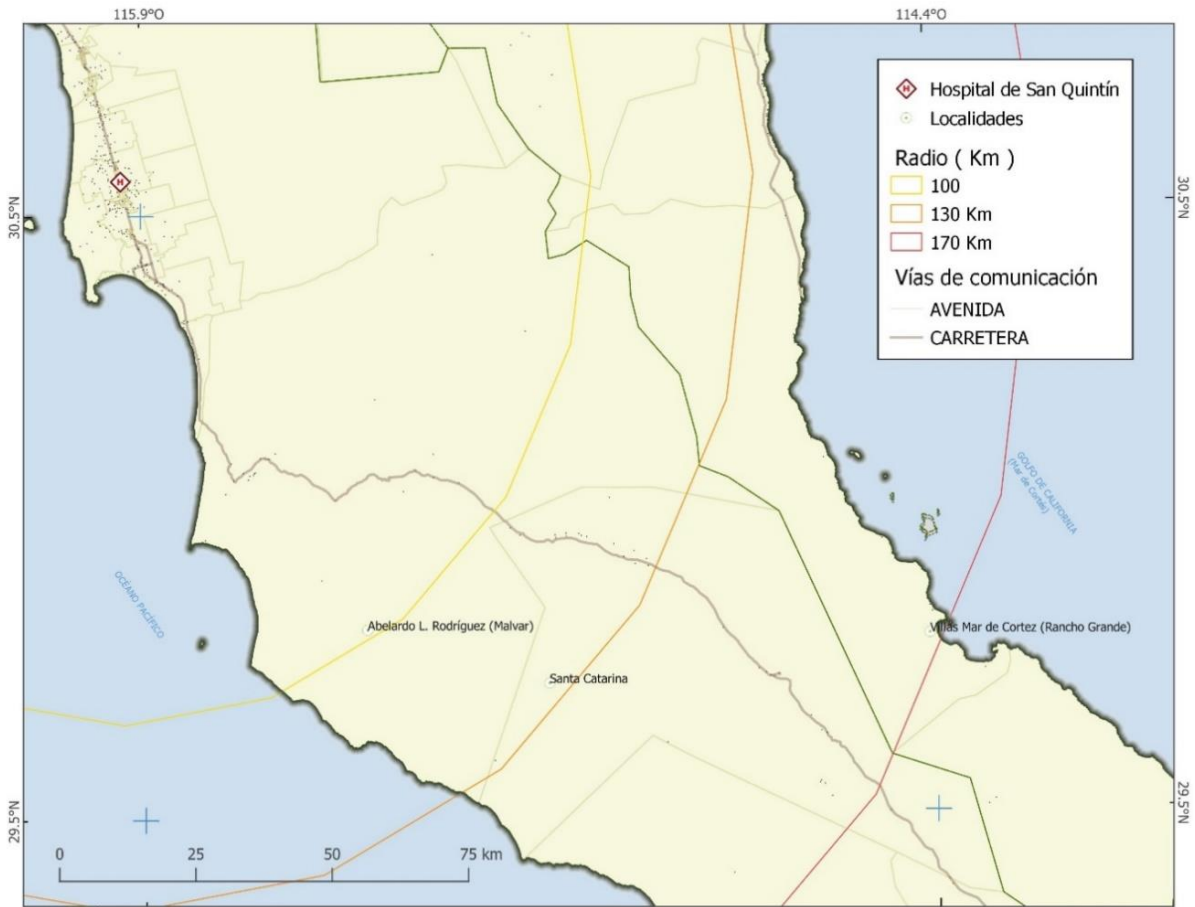 115.9°O
114.4°O
H Hospital de San Quintín
Localidades
Radio ( Km )
100
130 Km
170 Km
Vías de comunicación
AVENIDA
CARRETERA
H
30.5°N
30.5°N
GOLFO DE CALIFORNIA
(Mar de Cortés)
OCÉANO PACÍFICO
Abelardo L. Rodríguez (Malvar)
Villas Mar de Cortez (Rancho Grande)
Santa Catarina
29.5°N
29.5°N
0 25 50 75 km